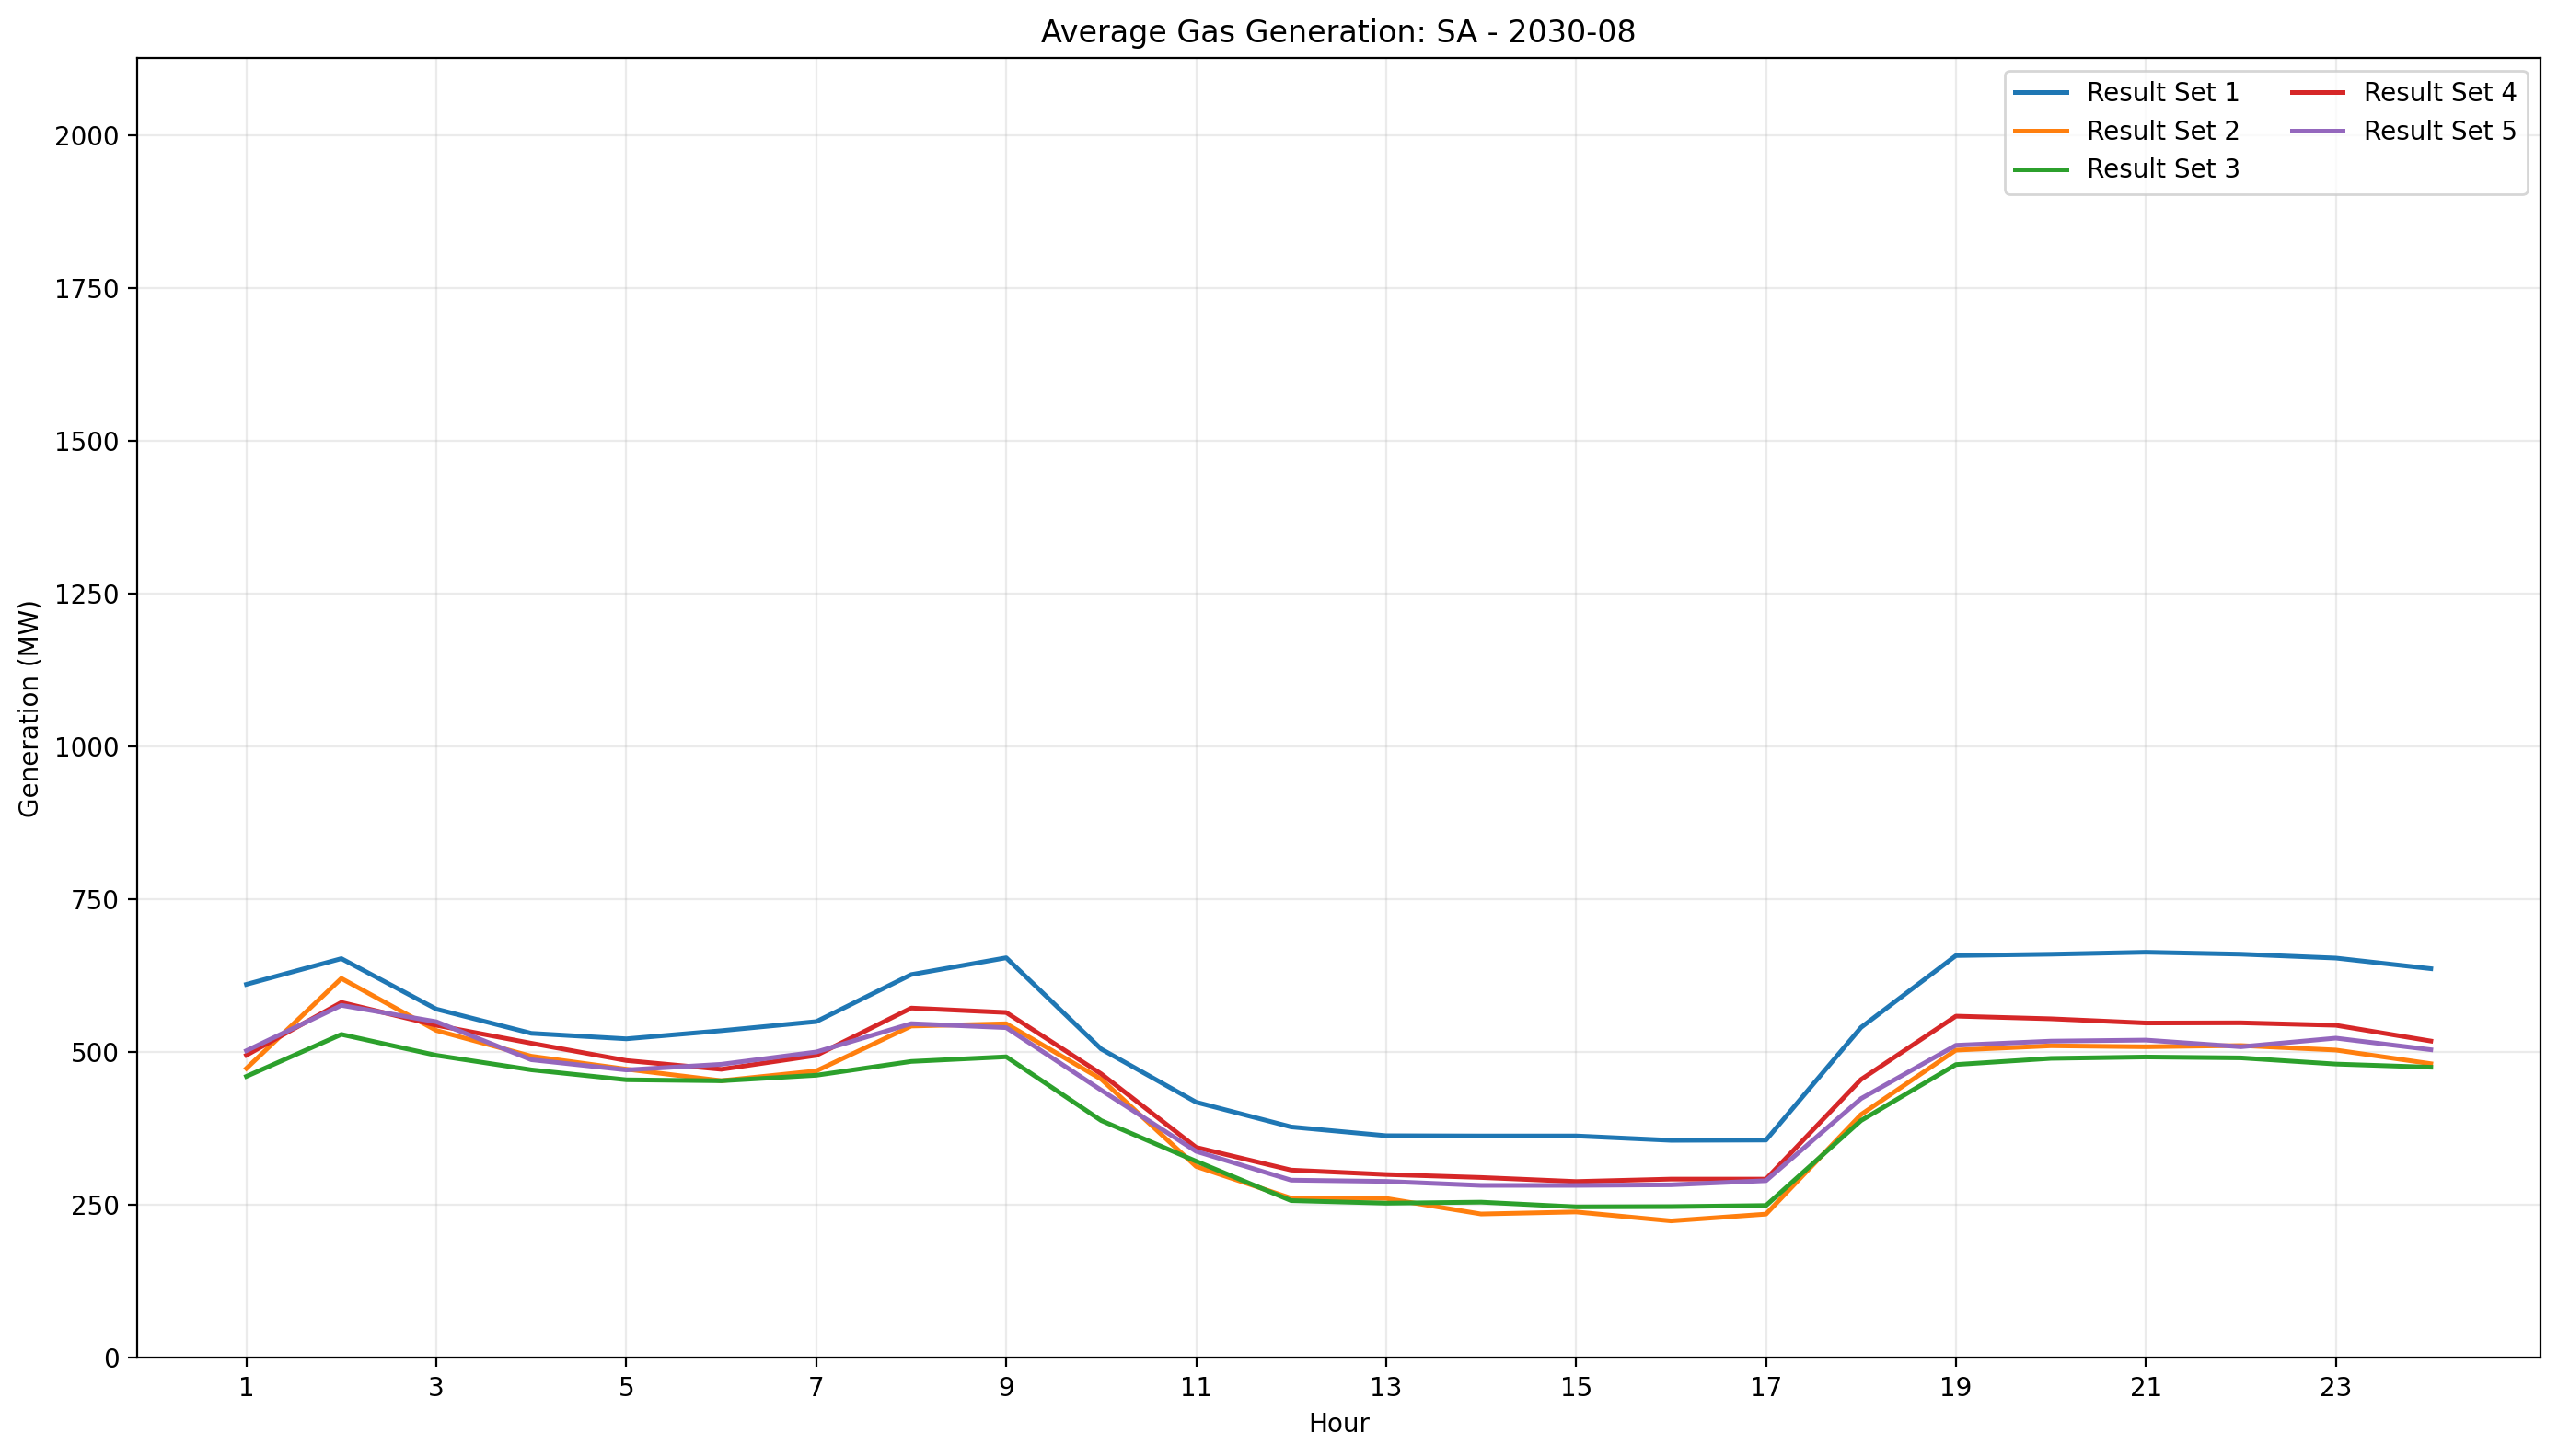 Average Gas Generation: SA - 2030-08
Result Set 1
Result Set 2
Result Set 3
Result Set 4
Result Set 5
Generation (MW)
2000
1750
1500
1250
1000
750
500
250
0
1 3 5 7 9 11 13 15 17 19 21 23
Hour